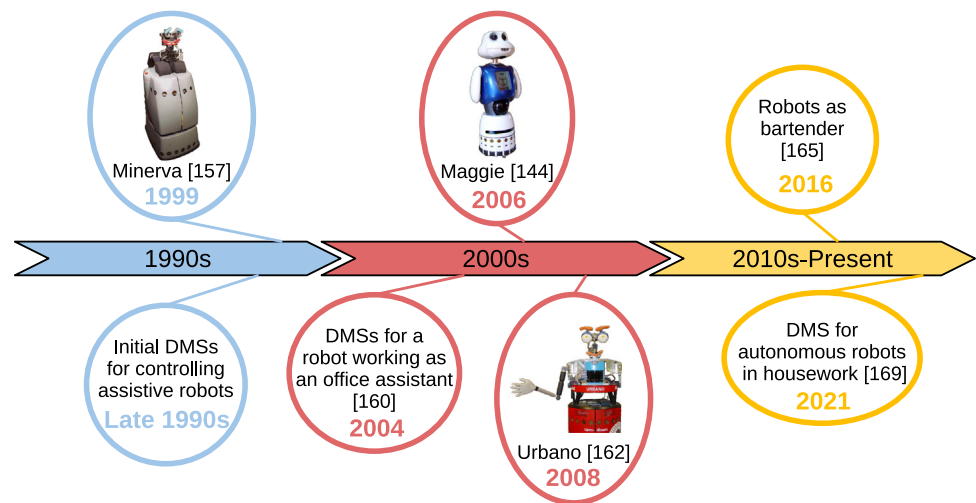 Minerva [157]
1999
Maggie [144]
2006
Robots as
bartender
[165]
2016
1990s
2000s
2010s-Present
Initial DMSs
for controlling
assistive robots
Late 1990s
DMSs for a
robot working as
an office assistant
[160]
2004
URBANO
Urbano [162]
2008
DMS for
autonomous robots
in housework [169]
2021